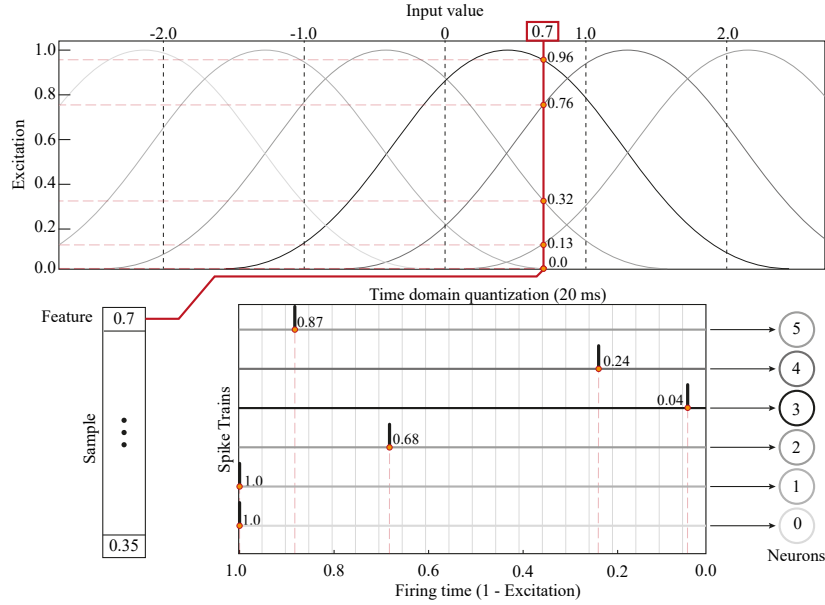 Input value
-2.0 -1.0 0 0.7 1.0 2.0
Excitation
1.0
0.8
0.6
0.4
0.2
0.0
0.96
0.76
0.32
0.13
0.0
Feature
0.7
Sample
0.35
Time domain quantization (20 ms)
Spike Trains
0.87
0.24
0.04
0.68
1.0
1.0
5
4
3
2
1
0
Neurons
1.0 0.8 0.6 0.4 0.2 0.0
Firing time (1 - Excitation)